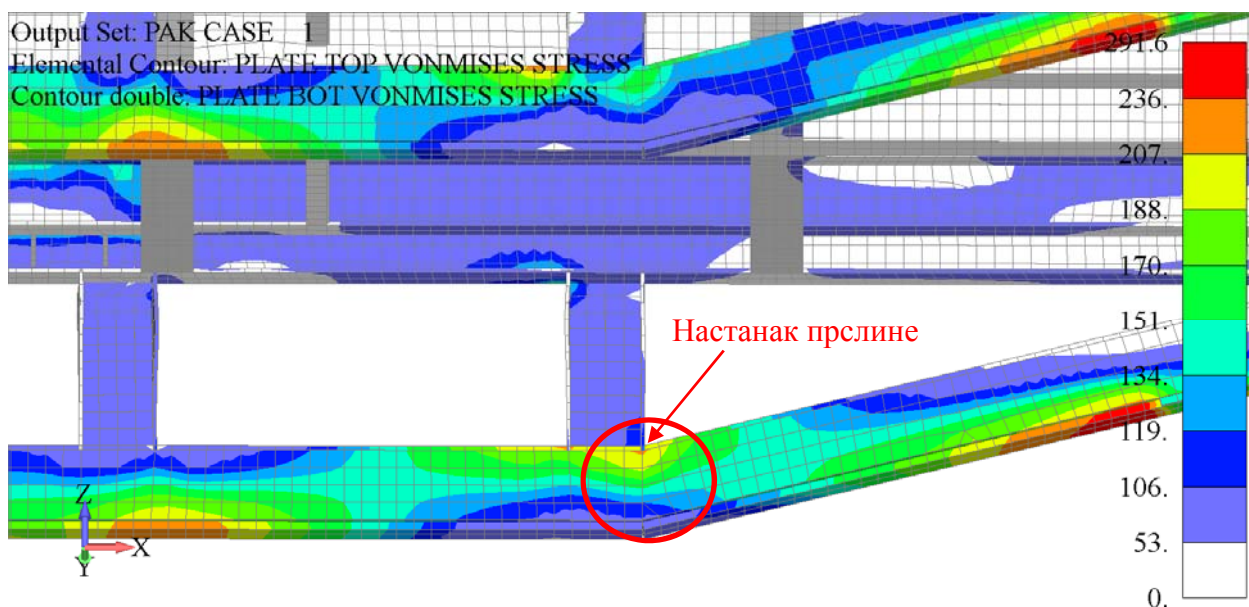 Output Set: PAK CASE 1
Elemental Contour: PLATE TOP VONMISES STRESS
Contour double: PLATE BOT VONMISES STRESS
291.6
236.
207.
188.
170.
151.
134.
119.
106.
53.
0.
Настанак прслине
Z
X
Y